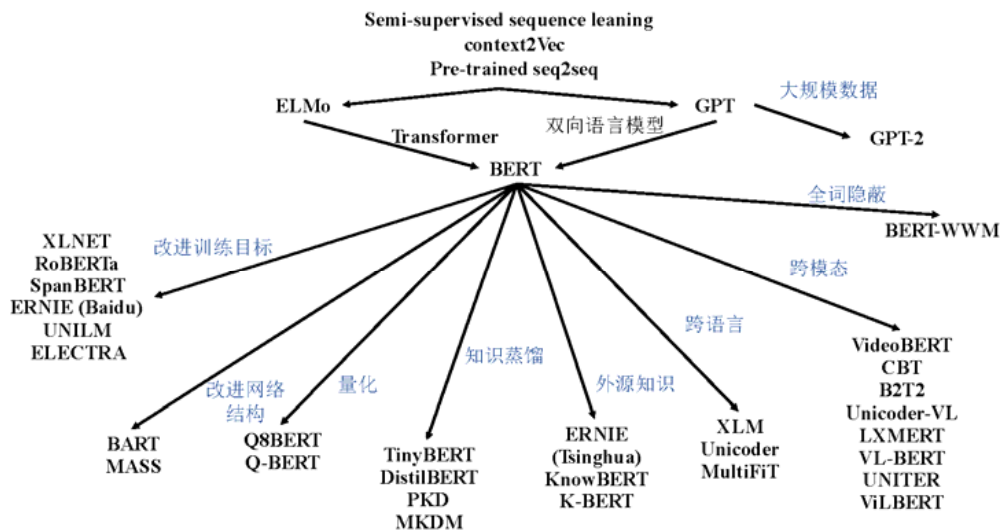 Semi-supervised sequence leaning
context2Vec
Pre-trained seq2seq
大规模数据
ELMo
GPT
Transformer
双向语言模型
GPT-2
BERT
全词隐蔽
BERT-WWM
改进训练目标
XLNET
RoBERTa
SpanBERT
ERNIE (Baidu)
UNILM
ELECTRA
跨模态
跨语言
知识蒸馏
外源知识
量化
改进网络
结构
BART
MASS
Q8BERT
Q-BERT
TinyBERT
DistilBERT
PKD
MKDM
ERNIE
(Tsinghua)
KnowBERT
K-BERT
XLM
Unicoder
MultiFiT
VideoBERT
CBT
B2T2
Unicoder-VL
LXMERT
VL-BERT
UNITER
ViLBERT